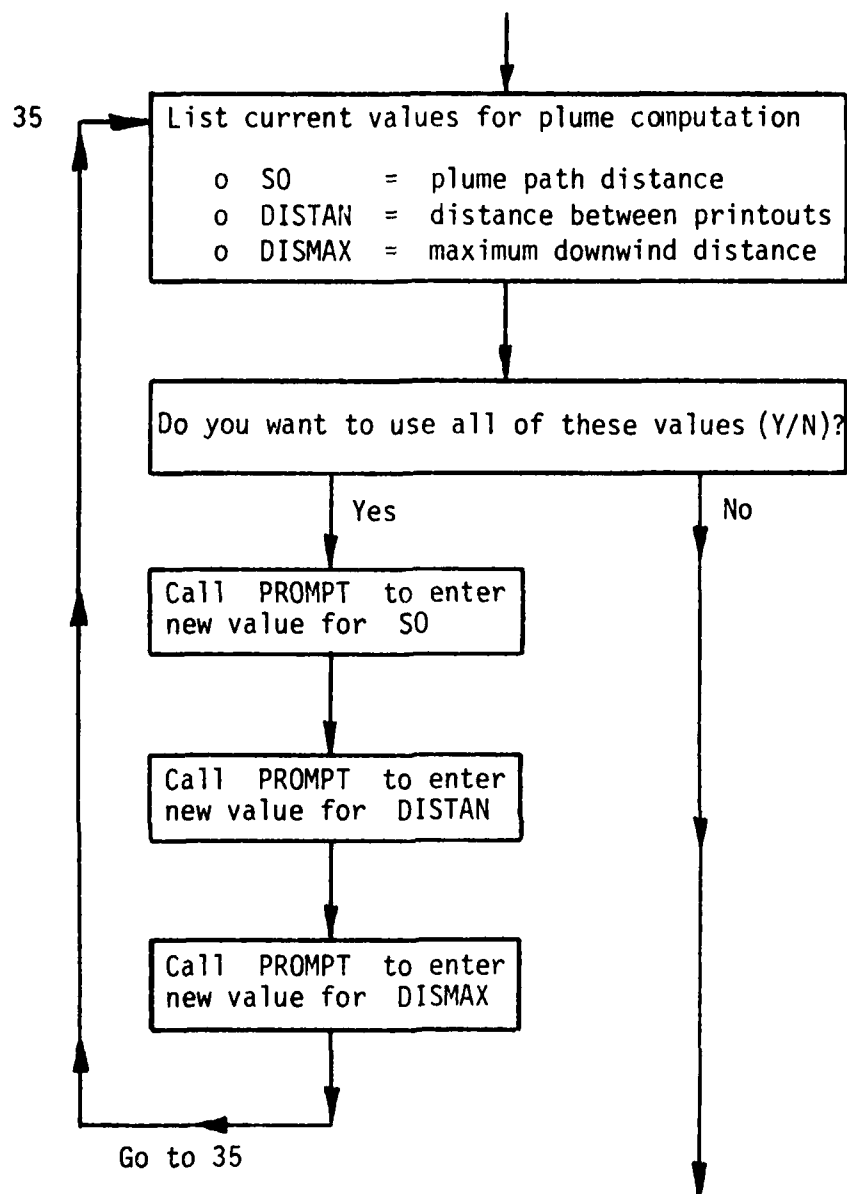 35
List current values for plume computation
o SO = plume path distance
o DISTAN = distance between printouts
o DISMAX = maximum downwind distance
Do you want to use all of these values (Y/N)?
Yes
No
Call PROMPT to enter
new value for SO
Call PROMPT to enter
new value for DISTAN
Call PROMPT to enter
new value for DISMAX
Go to 35